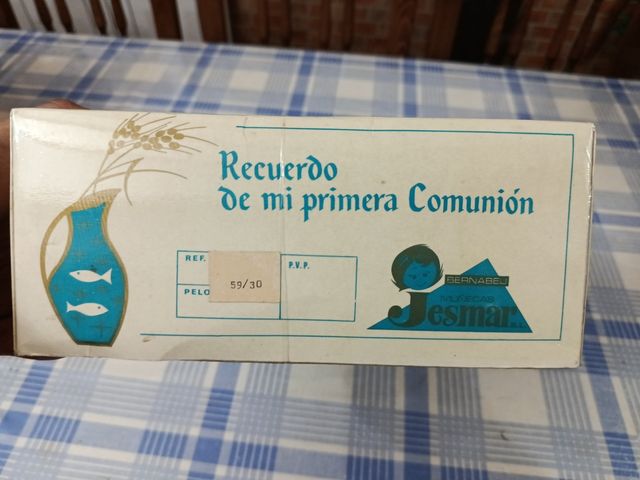 Recuerdo
de mi primera Comunión
REF.
P.V.P.
59/30
PELO
BERNABEU
MUÑECAS
Jesmar S.L.